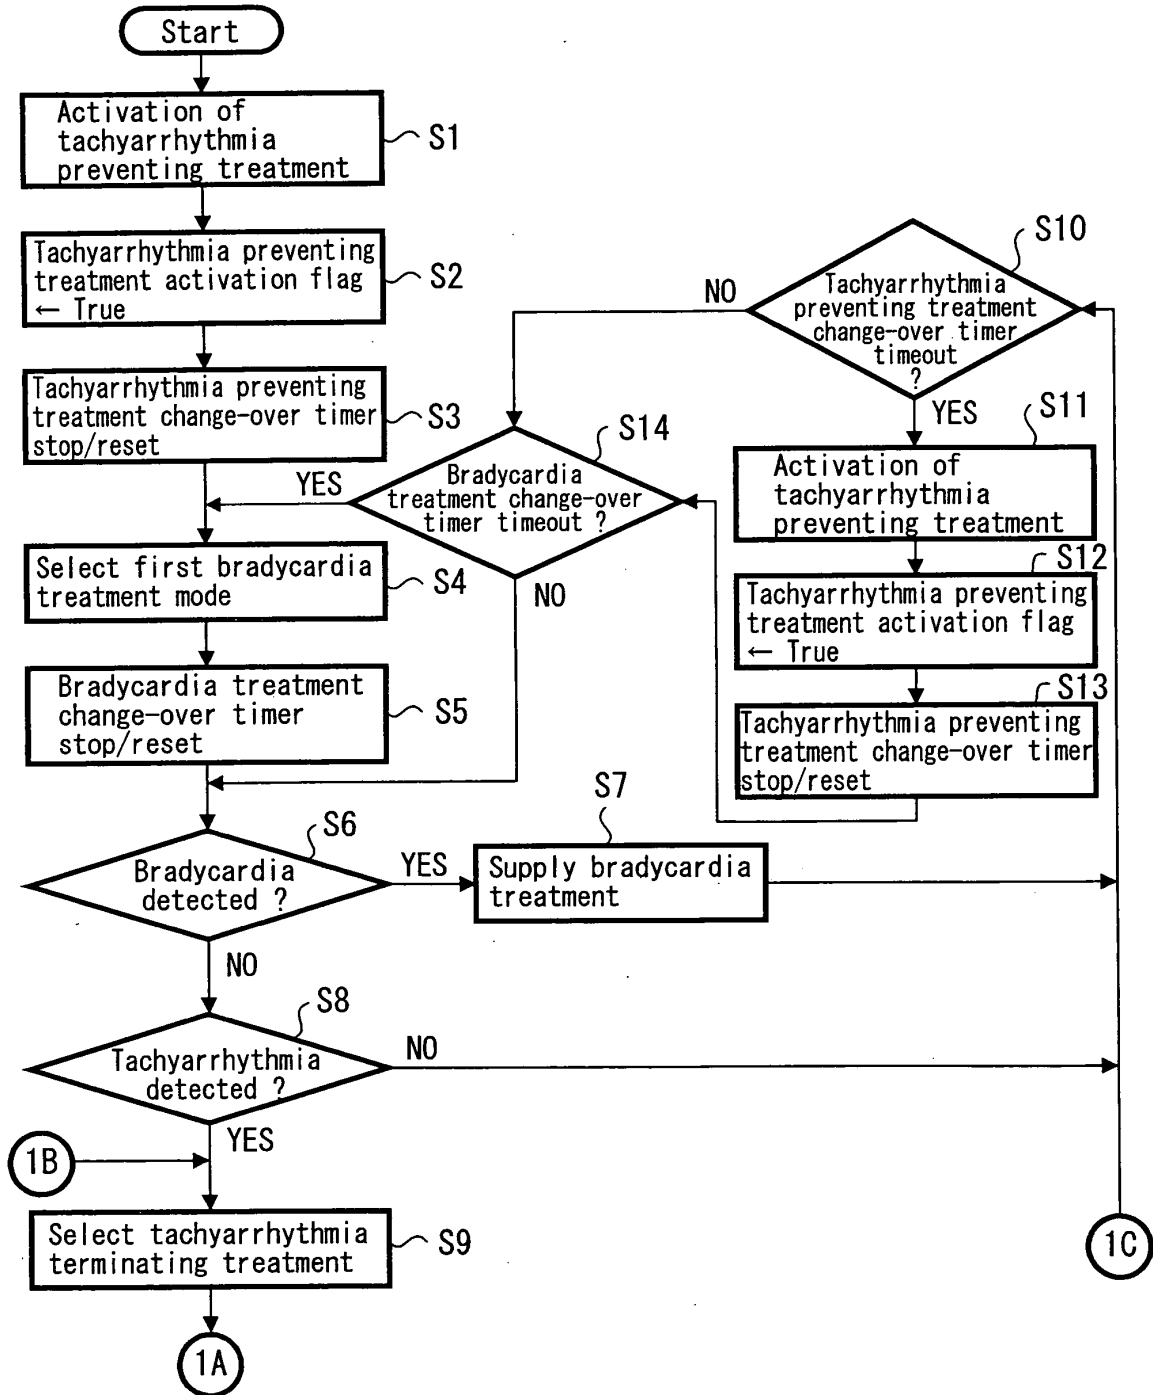 Start
Activation of
tachyarrhythmia
preventing treatment
S1
Tachyarrhythmia preventing
treatment activation flag
← True
S2
Tachyarrhythmia preventing
treatment change-over timer
stop/reset
S3
Select first bradycardia
treatment mode
S4
Bradycardia treatment
change-over timer
stop/reset
S5
Bradycardia
detected ?
S6
YES
NO
Supply bradycardia
treatment
S7
Tachyarrhythmia
detected ?
S8
NO
YES
1B
Select tachyarrhythmia
terminating treatment
S9
1A
Tachyarrhythmia
preventing treatment
change-over timer
timeout
?
S10
NO
YES
Activation of
tachyarrhythmia
preventing treatment
S11
Tachyarrhythmia preventing
treatment activation flag
← True
S12
Tachyarrhythmia preventing
treatment change-over timer
stop/reset
S13
Bradycardia
treatment change-over
timer timeout ?
S14
YES
NO
1C